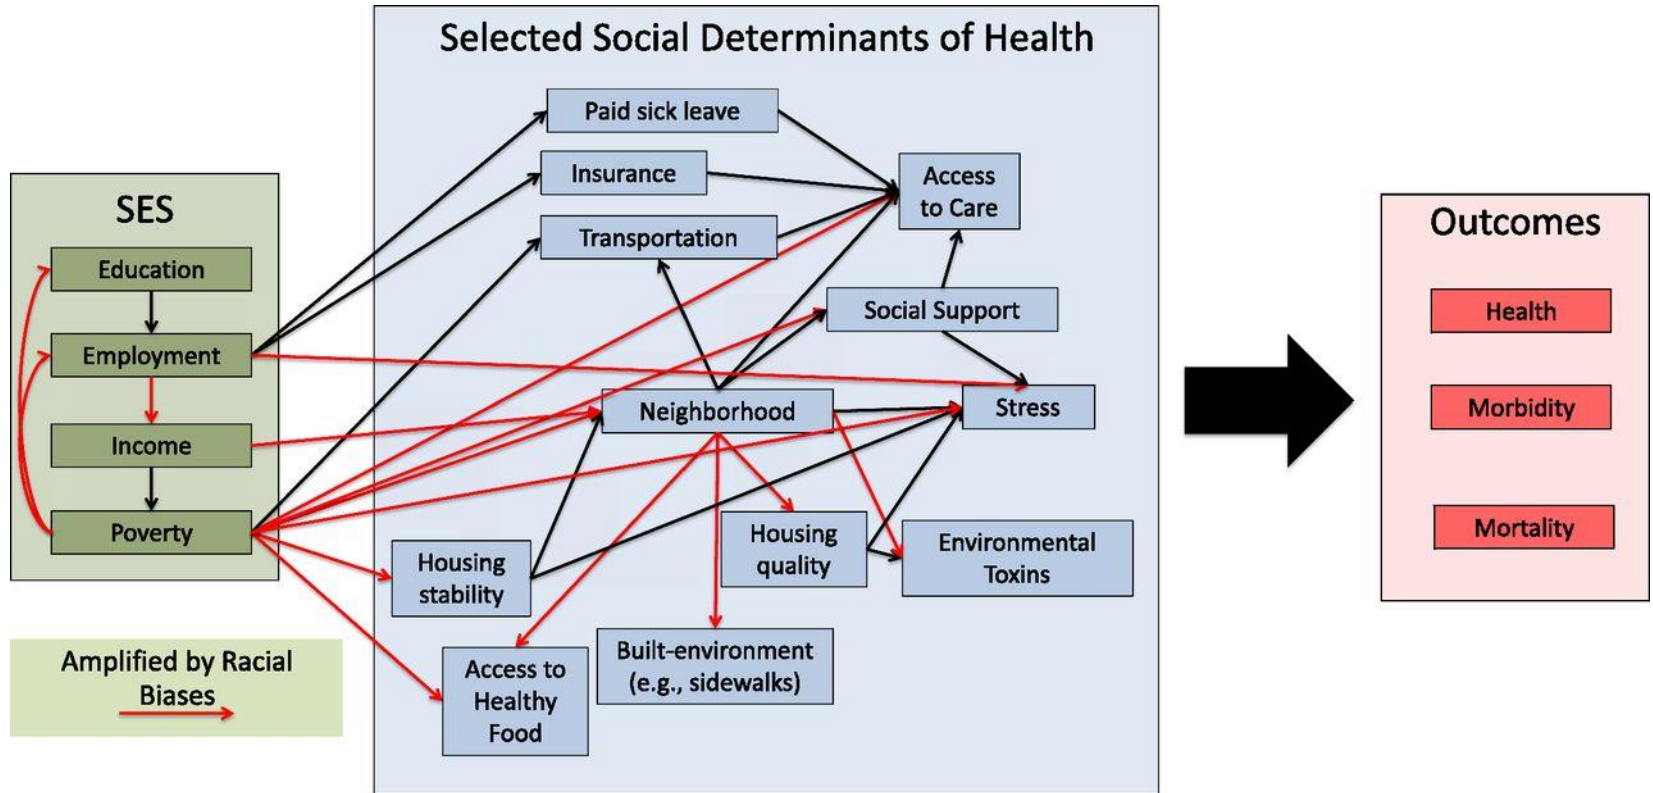 Selected Social Determinants of Health
SES
Education
Employment
Income
Poverty
Amplified by Racial
Biases
Paid sick leave
Insurance
Transportation
Access
to Care
Social Support
Neighborhood
Stress
Housing
stability
Housing
quality
Environmental
Toxins
Access to
Healthy
Food
Built-environment
(e.g., sidewalks)
Outcomes
Health
Morbidity
Mortality